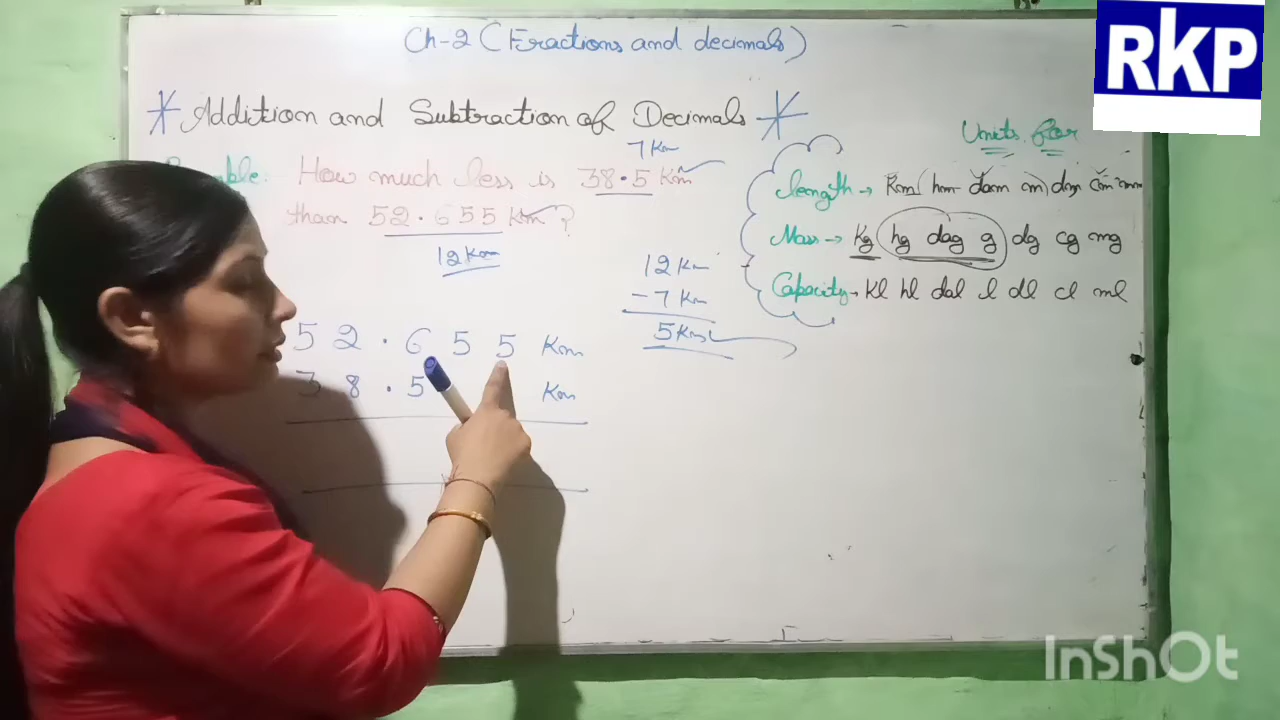 Ch-2 (Fractions and decimals)
RKP
* Addition and Subtraction of Decimals *
7 Km
How much less is 38.5 Km
than 52.655 Km?
12 Km
12 Km
- 7 Km
5 Km
52.655 Km
38.5 Km
Units for
Length → Km hm dam m dm cm mm
Mass → Kg hg dag g dg cg mg
Capacity → Kl hl dal l dl cl ml
InShOt